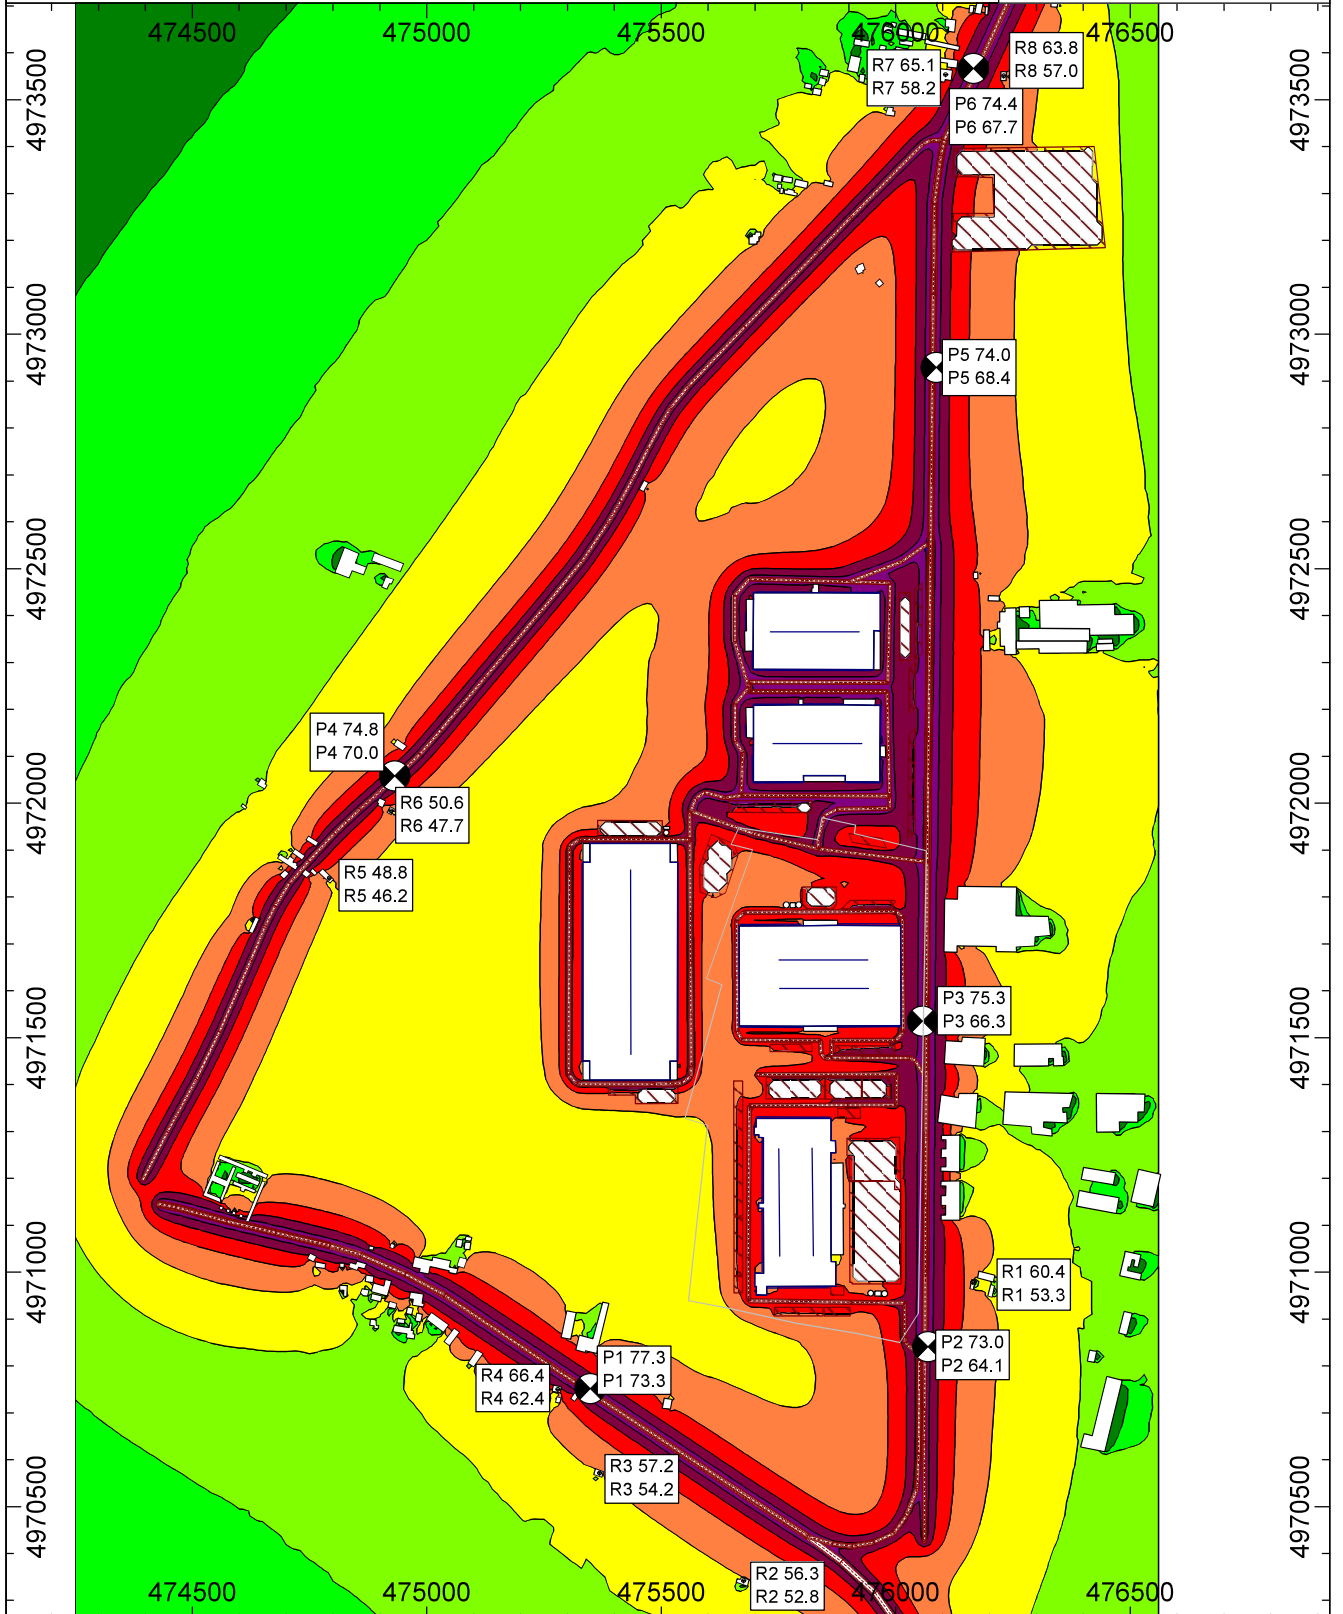 474500
475000
475500
476000
476500
R8 63.8
R8 57.0
R7 65.1
R7 58.2
P6 74.4
P6 67.7
4973500
4973500
4973000
4973000
P5 74.0
P5 68.4
4972500
4972500
P4 74.8
P4 70.0
4972000
4972000
R6 50.6
R6 47.7
R5 48.8
R5 46.2
P3 75.3
P3 66.3
4971500
4971500
4971000
4971000
R1 60.4
R1 53.3
P2 73.0
P2 64.1
P1 77.3
P1 73.3
R4 66.4
R4 62.4
R3 57.2
R3 54.2
4970500
4970500
R2 56.3
R2 52.8
474500
475000
475500
476000
476500